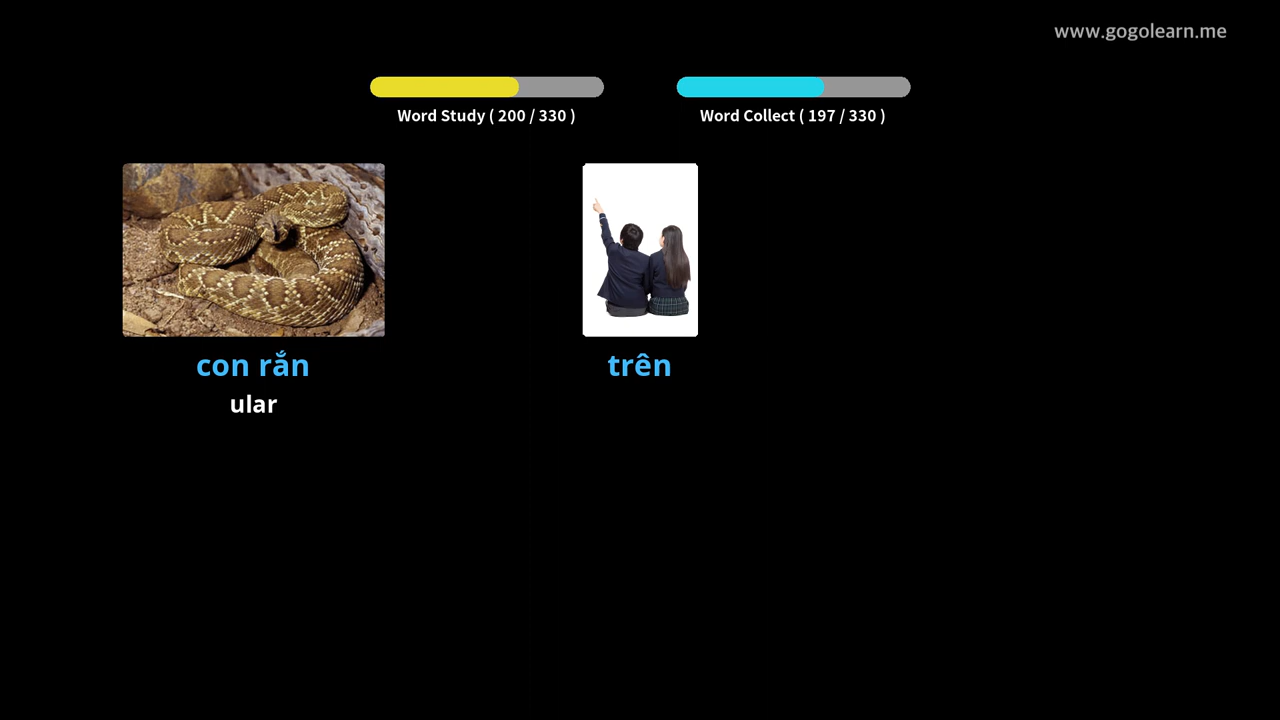 www.gogolearn.me
Word Study ( 200 / 330 )
Word Collect ( 197 / 330 )
con rắn
trên
ular